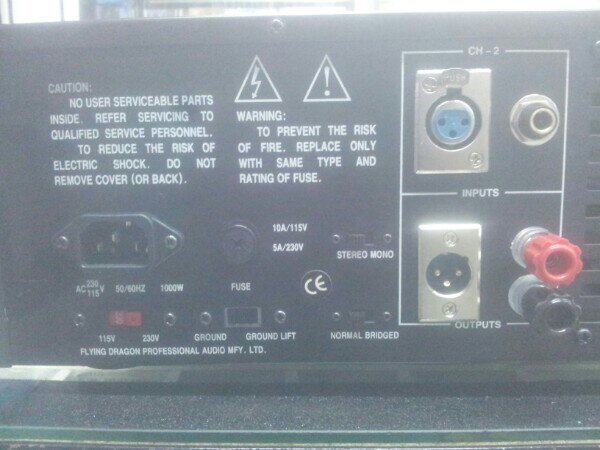 CAUTION:
NO USER SERVICEABLE PARTS
INSIDE. REFER SERVICING TO
QUALIFIED SERVICE PERSONNEL.
TO REDUCE THE RISK OF
ELECTRIC SHOCK. DO NOT
REMOVE COVER (OR BACK).
WARNING:
TO PREVENT THE RISK
OF FIRE. REPLACE ONLY
WITH SAME TYPE AND
RATING OF FUSE.
CH-2
PUSH
INPUTS
OUTPUTS
10A/115V
5A/230V
FUSE
STEREO MONO
AC 230 V 50/60HZ 1000W
115
CE
115V 230V
GROUND GROUND LIFT
NORMAL BRIDGED
FLYING DRAGON PROFESSIONAL AUDIO MFY. LTD.